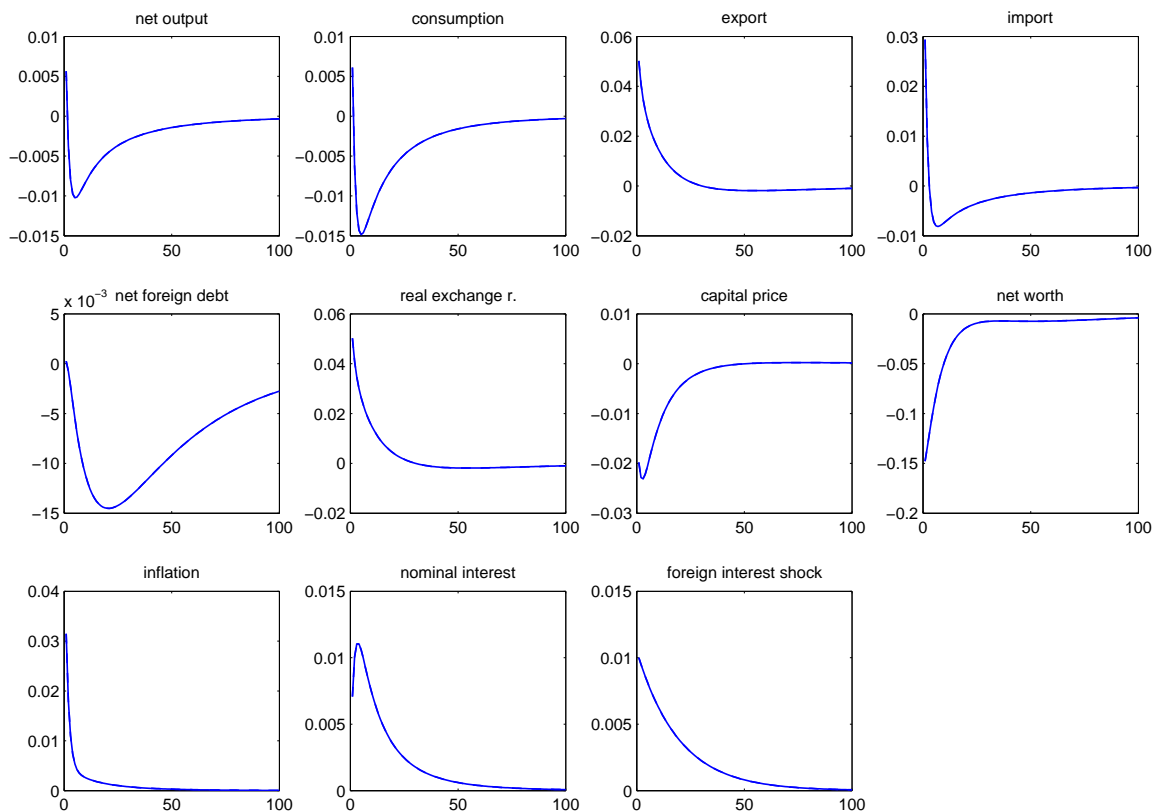 net output
0.01
0.005
0
−0.005
−0.01
−0.015
0 50 100
consumption
0.01
0.005
0
−0.005
−0.01
−0.015
0 50 100
export
0.06
0.04
0.02
0
−0.02
0 50 100
import
0.03
0.02
0.01
0
−0.01
0 50 100
net foreign debt
x 10⁻³
5
0
−5
−10
−15
0 50 100
real exchange r.
0.06
0.04
0.02
0
−0.02
0 50 100
capital price
0.01
0
−0.01
−0.02
−0.03
0 50 100
net worth
0
−0.05
−0.1
−0.15
−0.2
0 50 100
inflation
0.04
0.03
0.02
0.01
0
0 50 100
nominal interest
0.015
0.01
0.005
0
0 50 100
foreign interest shock
0.015
0.01
0.005
0
0 50 100